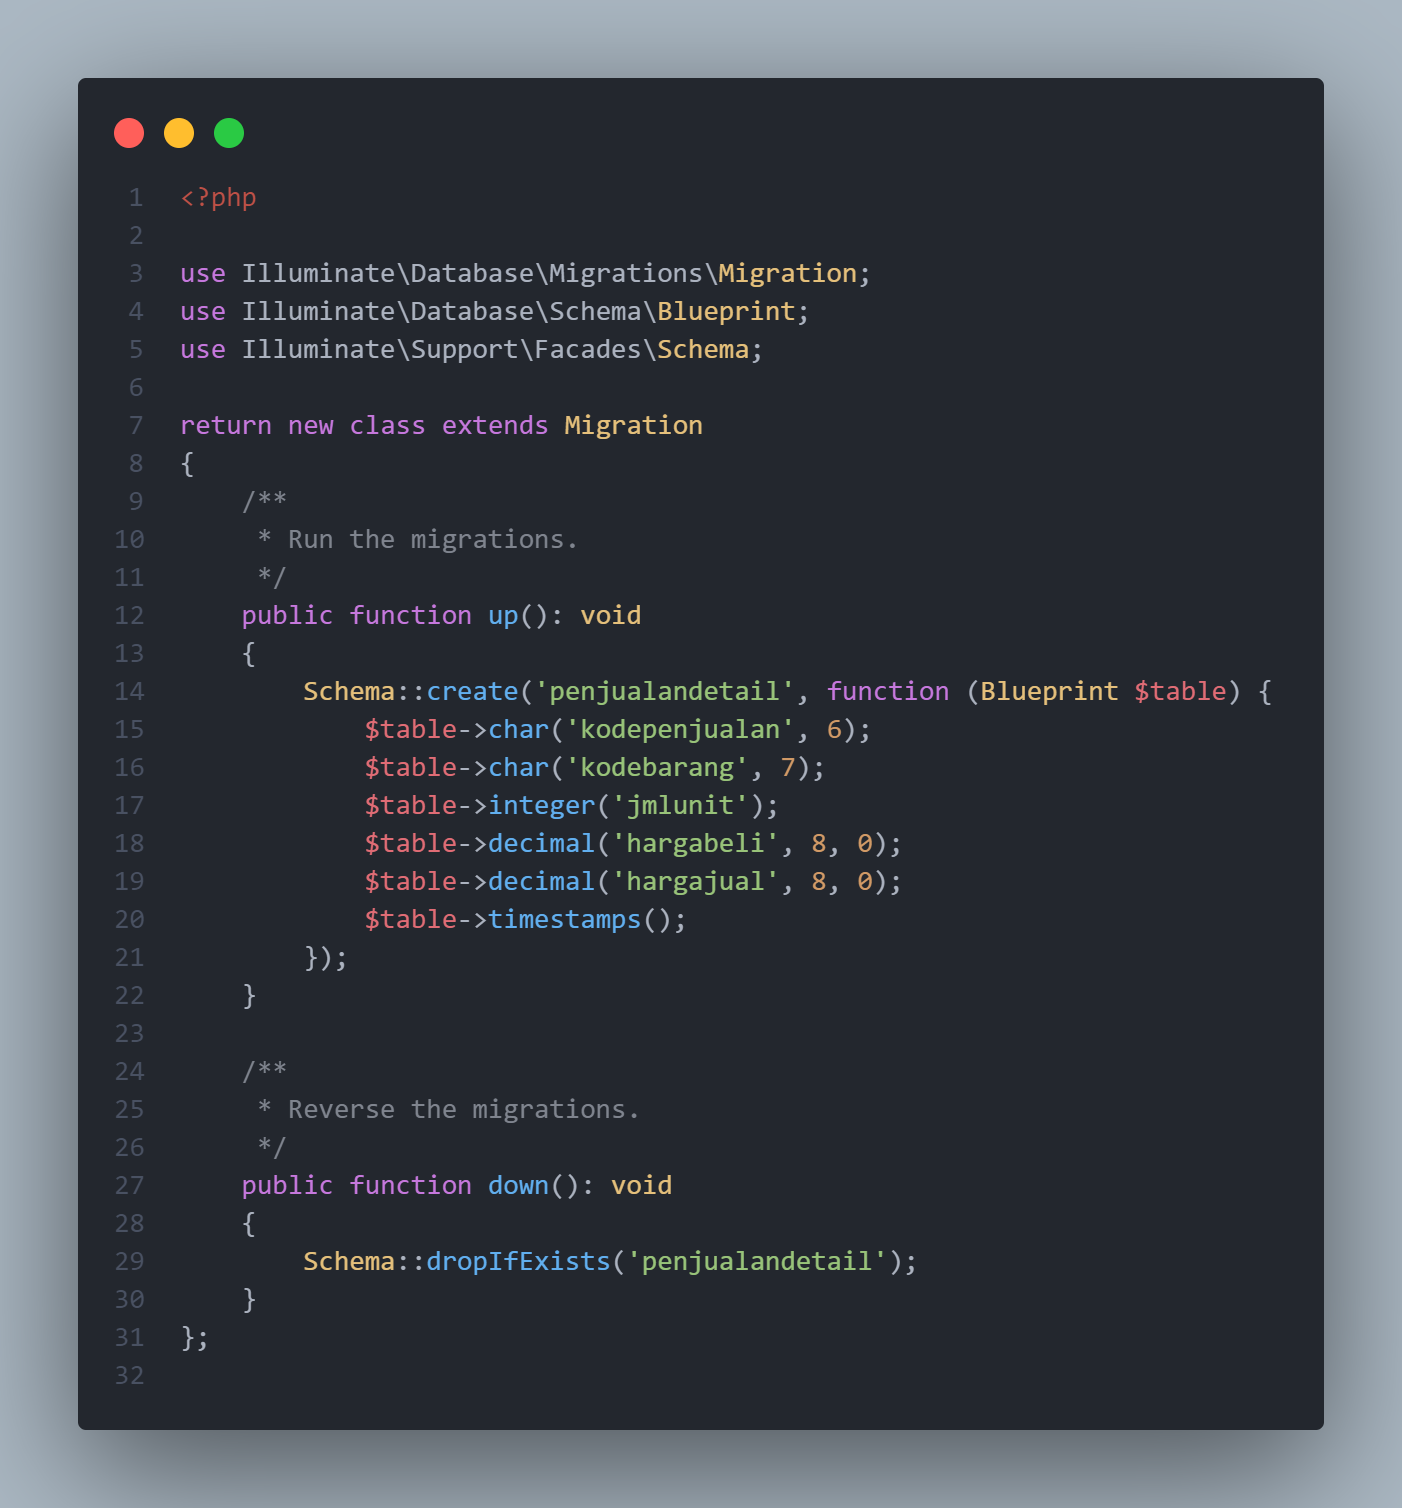 1 <?php
2
3 use Illuminate\Database\Migrations\Migration;
4 use Illuminate\Database\Schema\Blueprint;
5 use Illuminate\Support\Facades\Schema;
6
7 return new class extends Migration
8 {
9     /**
10      * Run the migrations.
11      */
12     public function up(): void
13     {
14         Schema::create('penjualandetail', function (Blueprint $table) {
15             $table->char('kodepenjualan', 6);
16             $table->char('kodebarang', 7);
17             $table->integer('jmlunit');
18             $table->decimal('hargabeli', 8, 0);
19             $table->decimal('hargajual', 8, 0);
20             $table->timestamps();
21         });
22     }
23
24     /**
25      * Reverse the migrations.
26      */
27     public function down(): void
28     {
29         Schema::dropIfExists('penjualandetail');
30     }
31 };
32